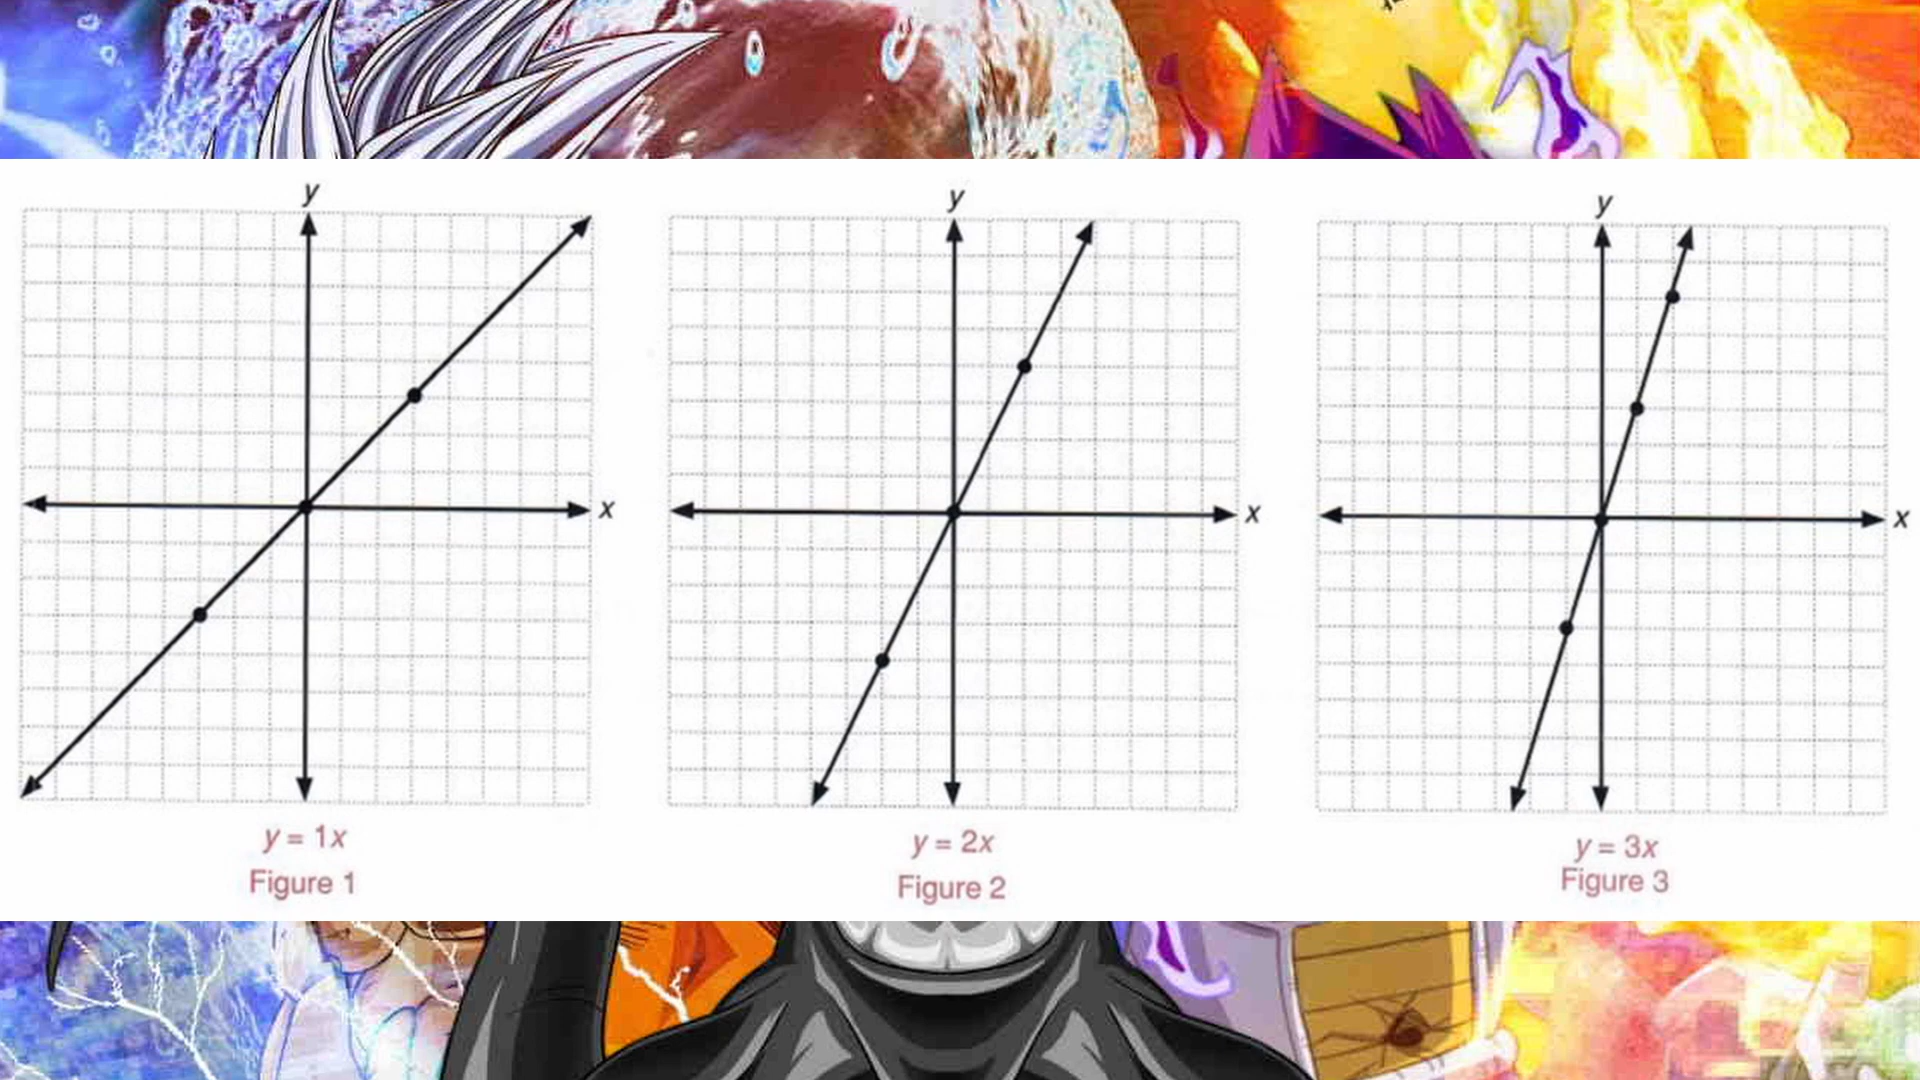 y
y
y
x
x
x
y = 1x
Figure 1
y = 2x
Figure 2
y = 3x
Figure 3